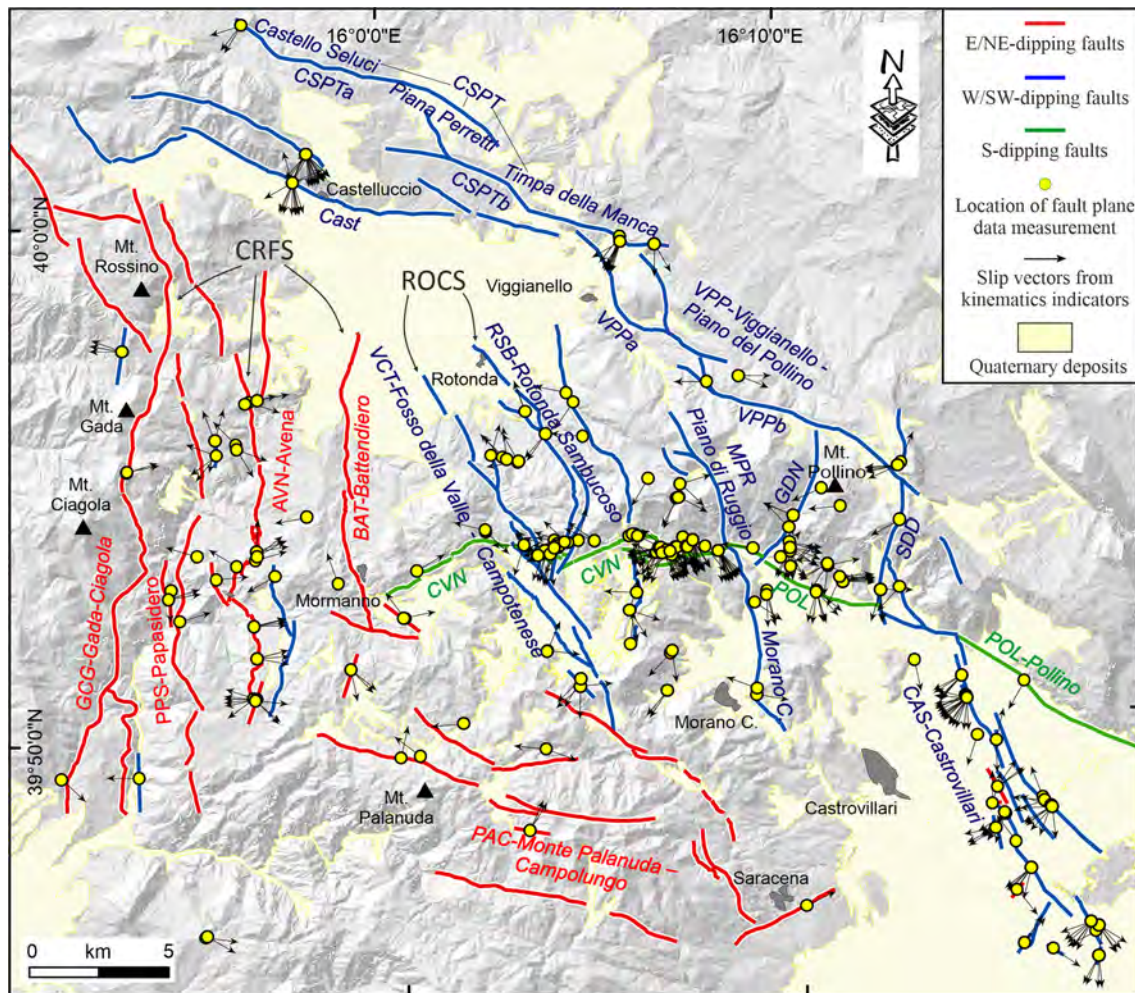 16°0'0"E
16°10'0"E
40°0'0"N
39°50'0"N
N
E/NE-dipping faults
W/SW-dipping faults
S-dipping faults
Location of fault plane
data measurement
Slip vectors from
kinematics indicators
Quaternary deposits
Castello Seluci
CSPT
CSPTa
Piana Perretti
Timpa della Manca
CSPTb
Castelluccio
Cast
Mt.
Rossino
CRFS
ROCS
Viggianello
VPP-Viggianello -
Piano del Pollino
VPPa
VPPb
Rotonda
RSB-Rotonda Sambucoso
VCT-Fosso della Valle
Campotenese
Mt.
Gada
Mt.
Ciagola
AVN-Avena
BAT-Battendiero
MPR
Piano di Ruggio
GDN
Mt.
Pollino
SDD
GCG-Gada-Ciagola
PPS-Papasidero
Mormanno
CVN
CVN
POL
POL-Pollino
Morano C.
Morano C.
CAS-Castrovillari
Castrovillari
Mt.
Palanuda
PAC-Monte Palanuda –
Campolungo
Saracena
0 km 5